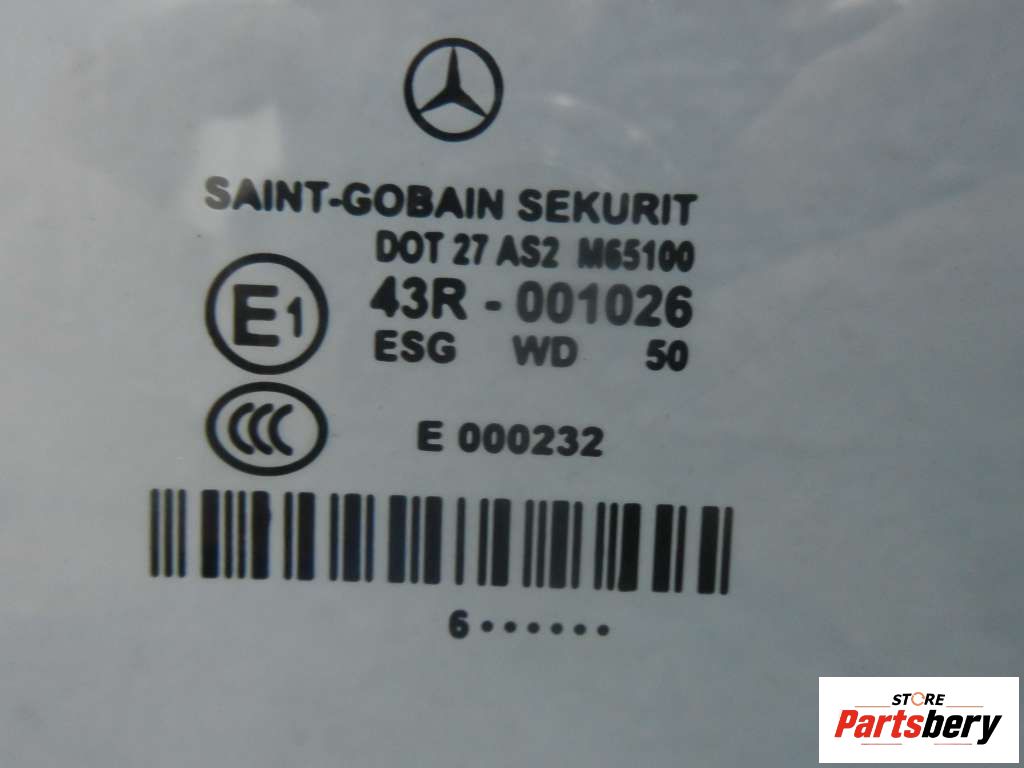 SAINT-GOBAIN SEKURIT
DOT 27 AS2 M65100
E1
43R - 001026
ESG WD 50
CCC
E 000232
6••••••
STORE
Partsbery